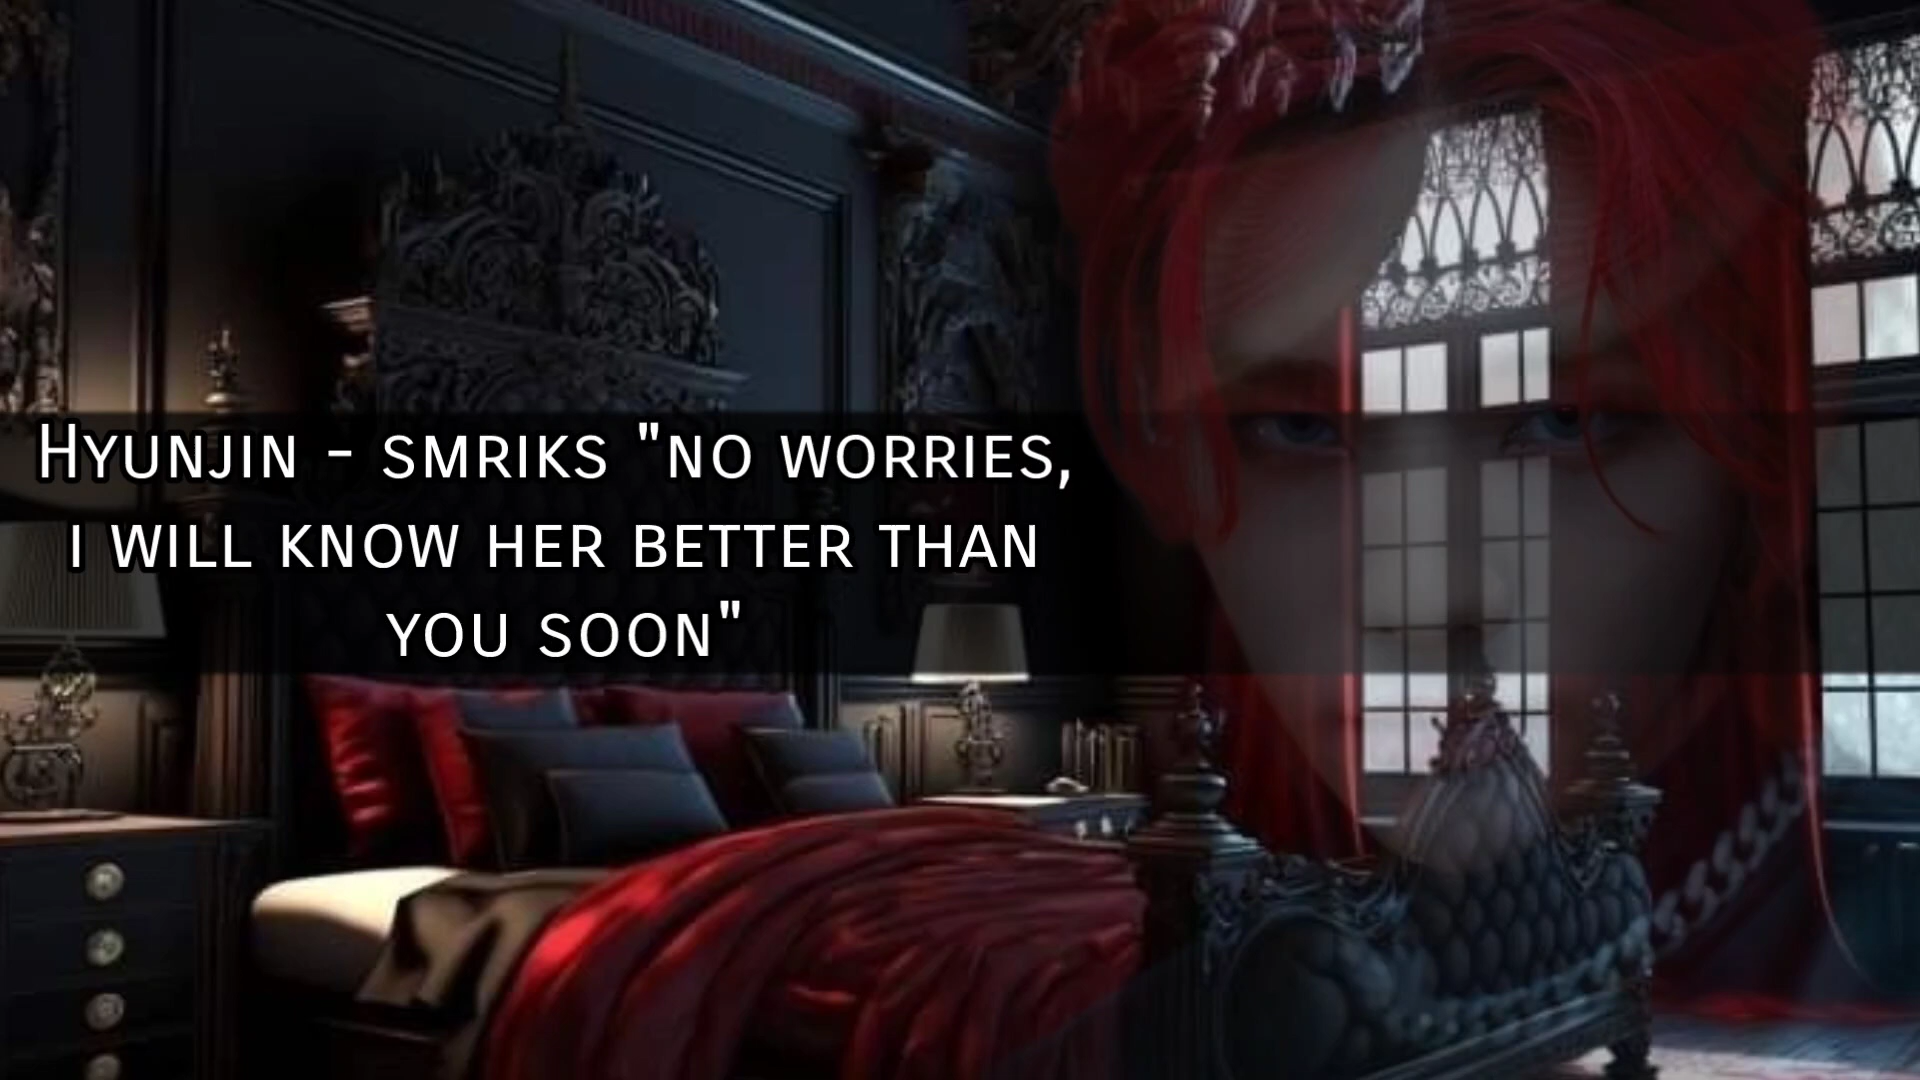 Hyunjin - smriks "no worries,
i will know her better than
you soon"